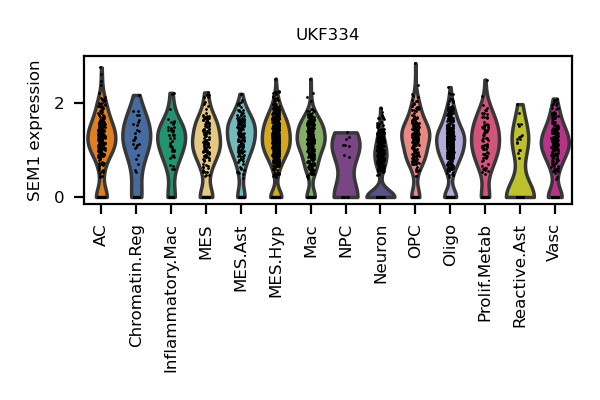 UKF334
SEM1 expression
2
0
AC
Chromatin.Reg
Inflammatory.Mac
MES
MES.Ast
MES.Hyp
Mac
NPC
Neuron
OPC
Oligo
Prolif.Metab
Reactive.Ast
Vasc